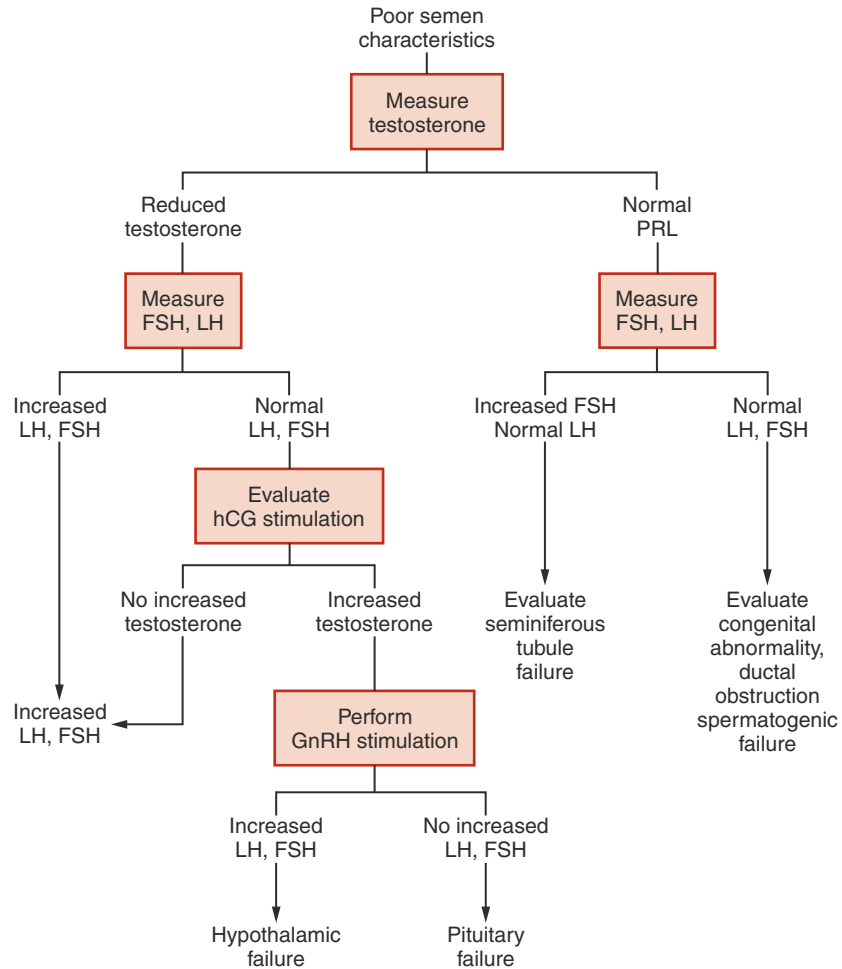 Poor semen
characteristics
Measure
testosterone
Reduced
testosterone
Normal
PRL
Measure
FSH, LH
Measure
FSH, LH
Increased
LH, FSH
Normal
LH, FSH
Increased FSH
Normal LH
Normal
LH, FSH
Evaluate
hCG stimulation
No increased
testosterone
Increased
testosterone
Evaluate
seminiferous
tubule
failure
Evaluate
congenital
abnormality,
ductal
obstruction
spermatogenic
failure
Increased
LH, FSH
Perform
GnRH stimulation
Increased
LH, FSH
No increased
LH, FSH
Hypothalamic
failure
Pituitary
failure